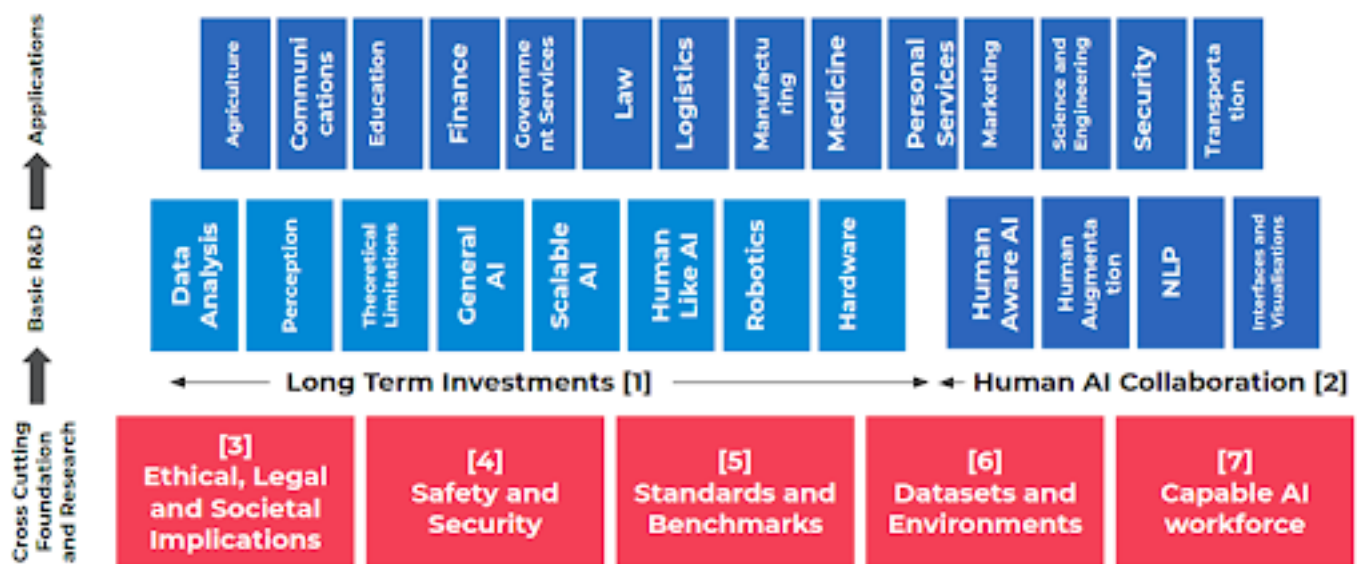 Applications
Agriculture
Communi
cations
Education
Finance
Governme
nt Services
Law
Logistics
Manufactu
ring
Medicine
Personal
Services
Marketing
Science and
Engineering
Security
Transporta
tion
Basic R&D
Data
Analysis
Perception
Theoretical
Limitations
General
AI
Scalable
AI
Human
Like AI
Robotics
Hardware
Human
Aware AI
Human
Augmenta
tion
NLP
Interfaces and
Visualisations
Long Term Investments [1]
Human AI Collaboration [2]
Cross Cutting
Foundation
and Research
[3]
Ethical, Legal
and Societal
Implications
[4]
Safety and
Security
[5]
Standards and
Benchmarks
[6]
Datasets and
Environments
[7]
Capable AI
workforce